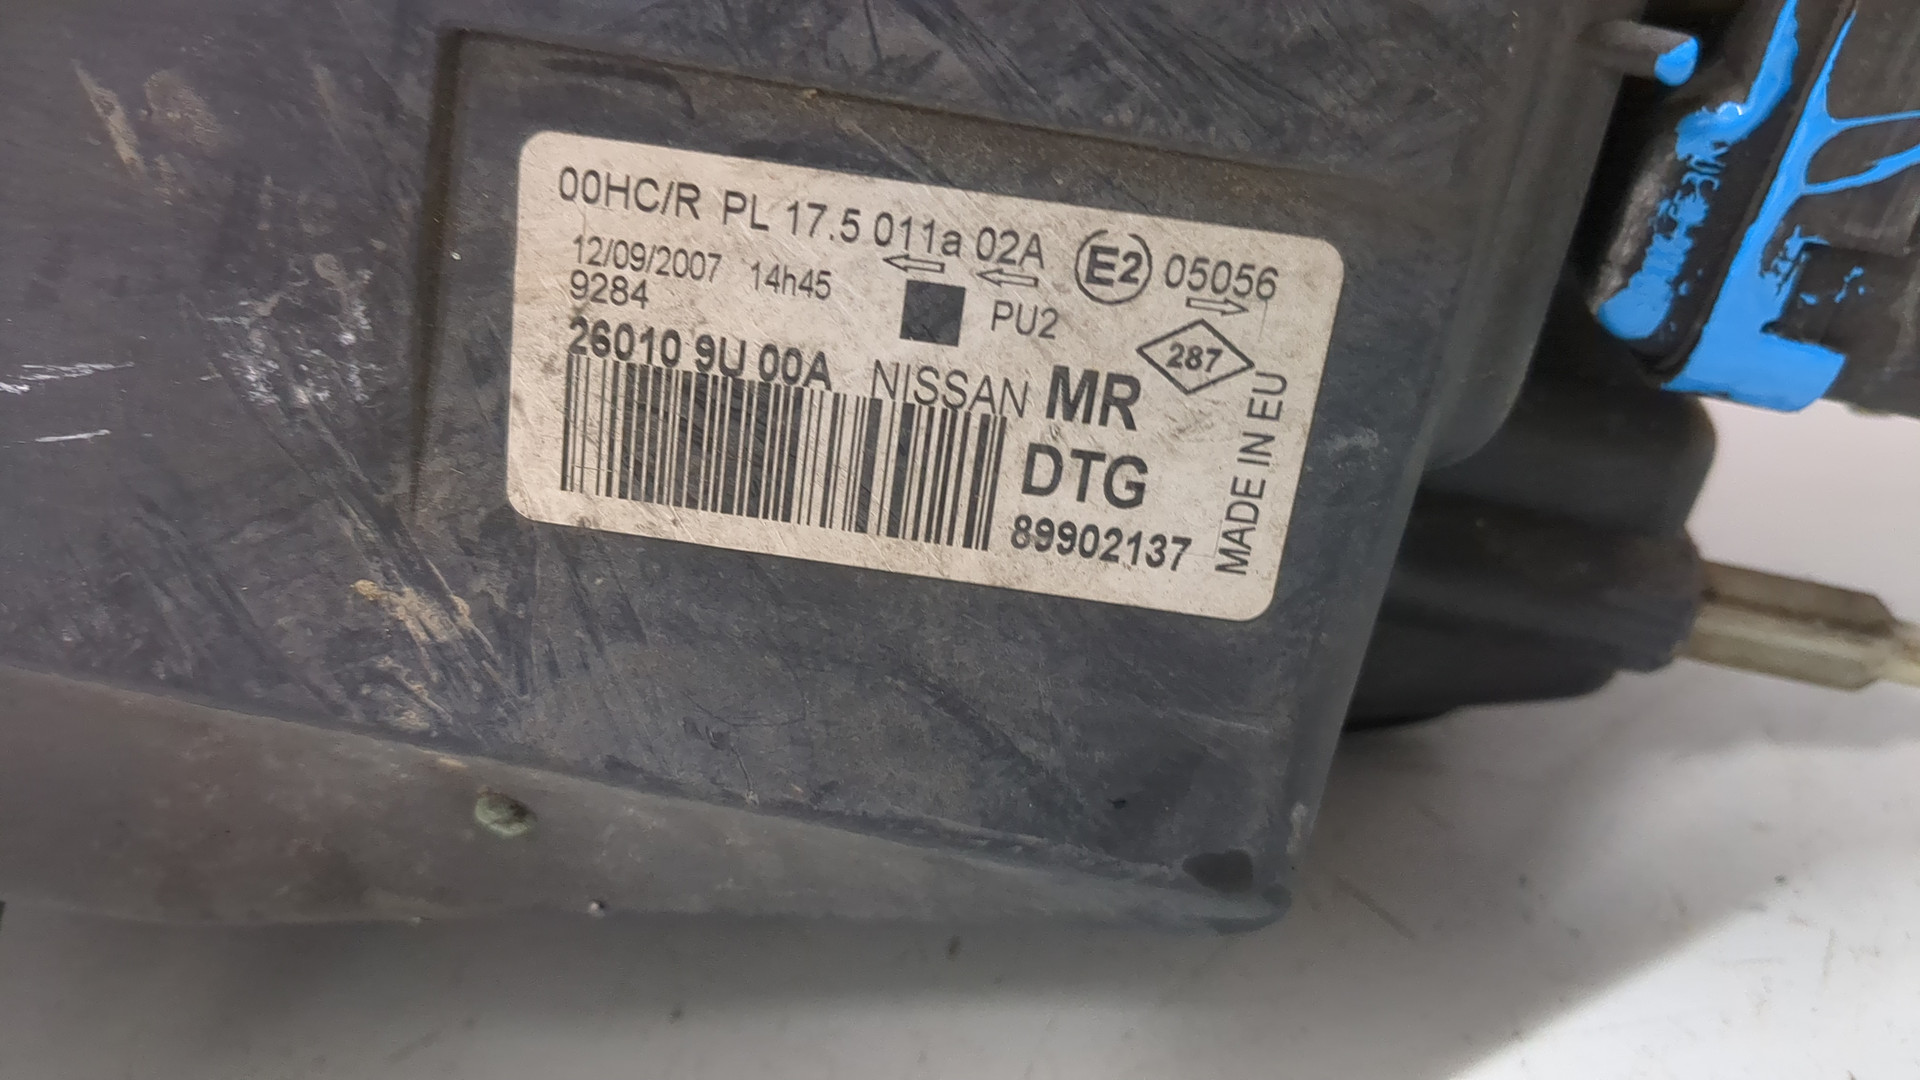 00HC/R PL 17.5 011a 02A E2 05056
12/09/2007 14h45
9284
PU2
287
26010 9U 00A NISSAN MR
DTG
89902137
MADE IN EU